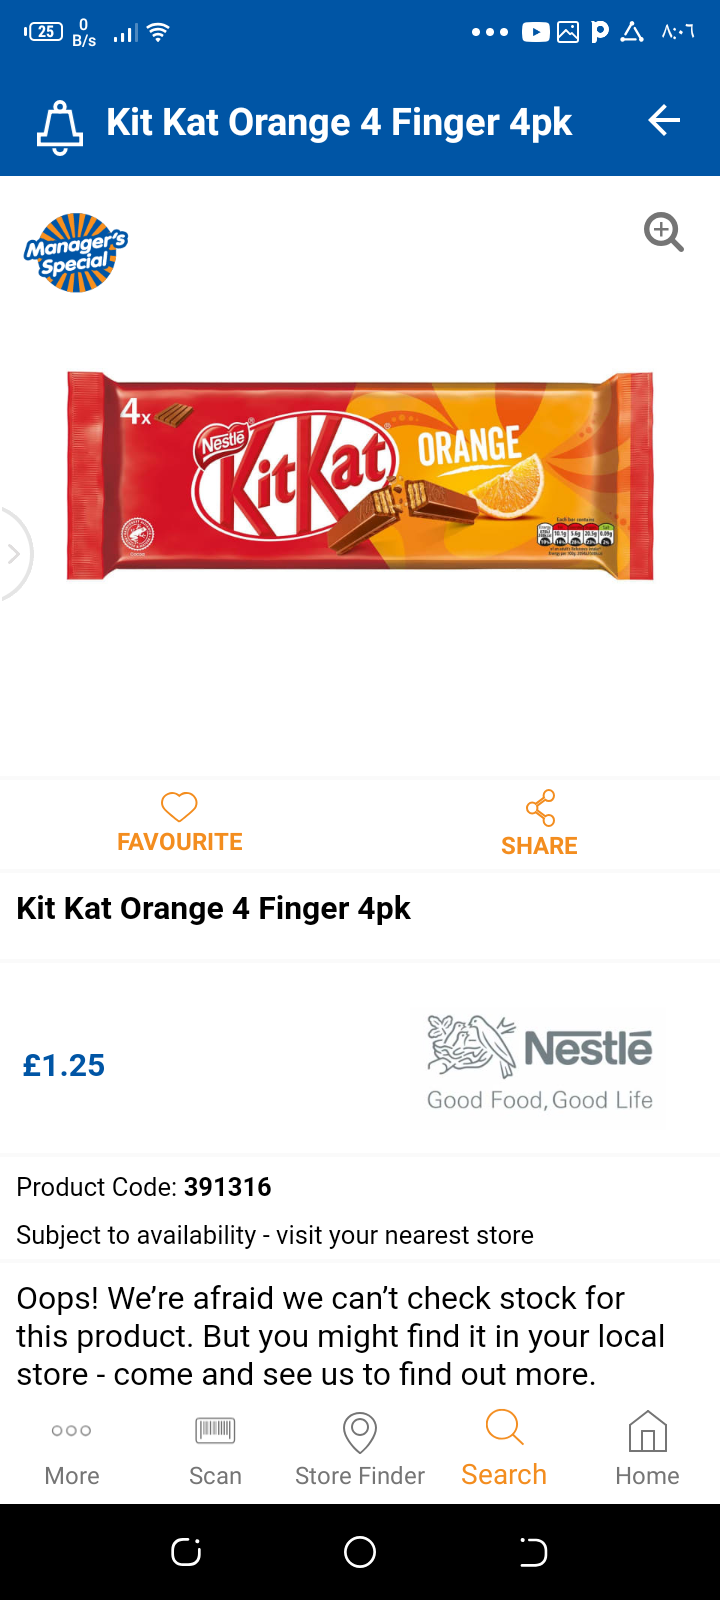 25
0
B/s
٨:٠٦
Kit Kat Orange 4 Finger 4pk
Manager's
Special
4x
Nestlé
KitKat
ORANGE
Each bar contains
FAVOURITE
SHARE
Kit Kat Orange 4 Finger 4pk
£1.25
Nestlé
Good Food, Good Life
Product Code: 391316
Subject to availability - visit your nearest store
Oops! We’re afraid we can’t check stock for
this product. But you might find it in your local
store - come and see us to find out more.
More
Scan
Store Finder
Search
Home